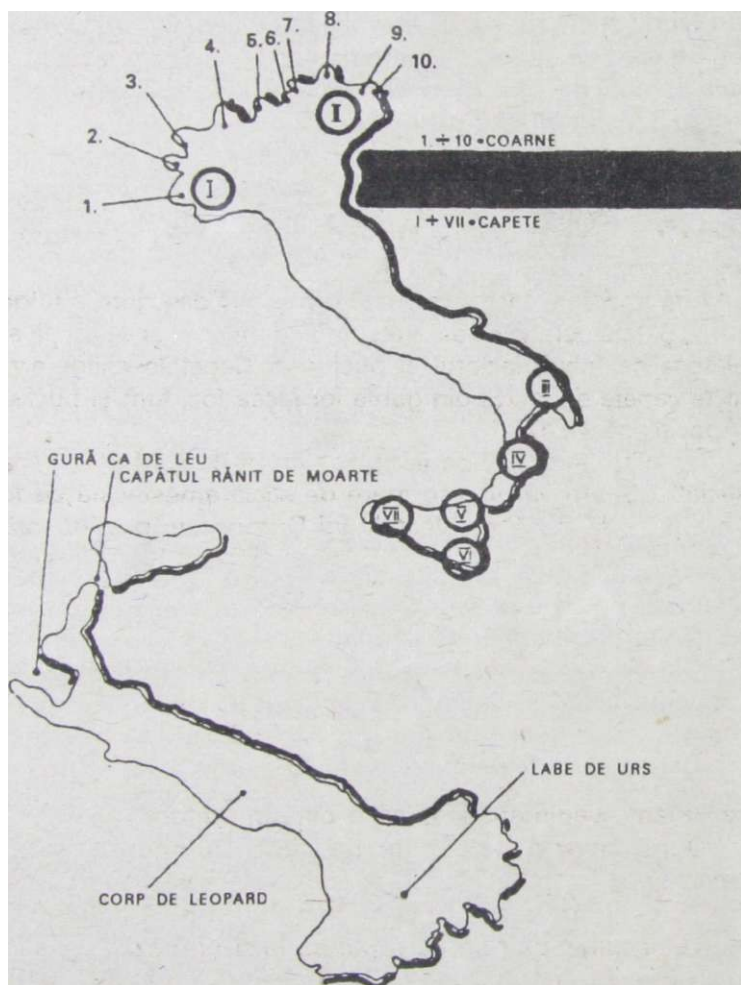 1.
2.
3.
4.
5.
6.
7.
8.
9.
10.
I
I
1. ÷ 10 • COARNE
I ÷ VII • CAPETE
IV
V
VI
VII
GURĂ CA DE LEU
CAPĂTUL RĂNIT DE MOARTE
LABE DE URS
CORP DE LEOPARD